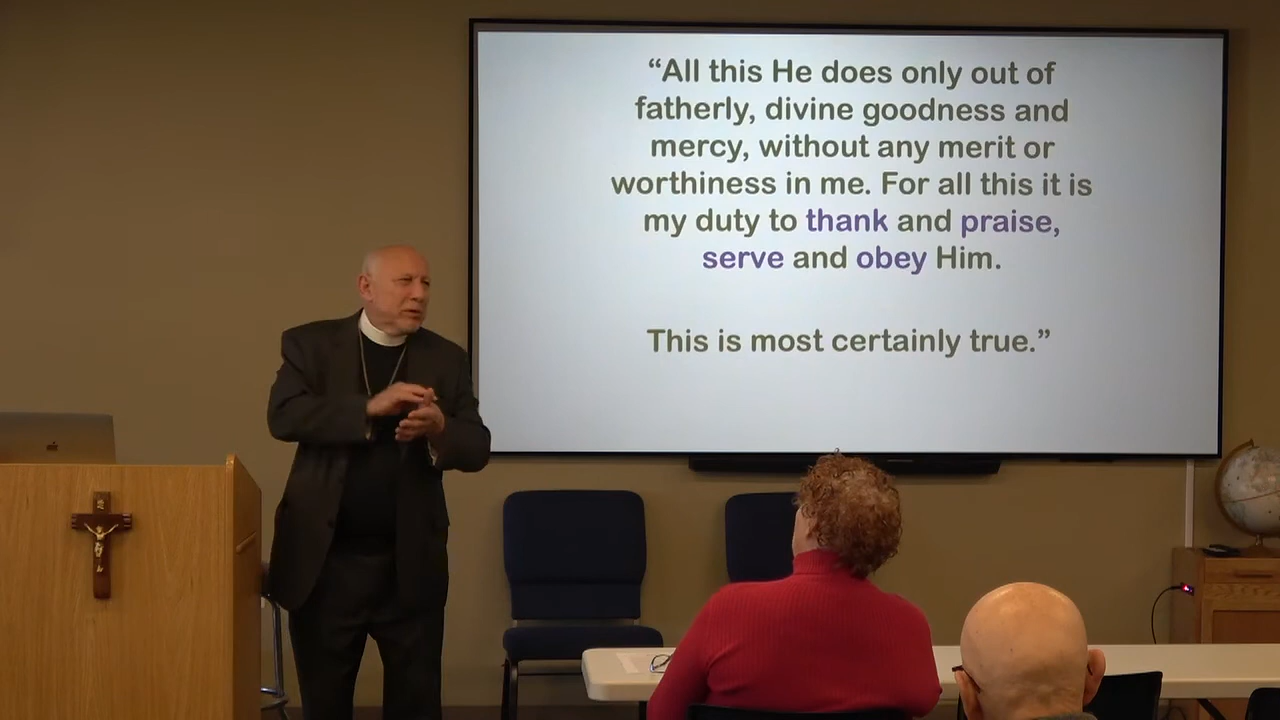 “All this He does only out of
fatherly, divine goodness and
mercy, without any merit or
worthiness in me. For all this it is
my duty to thank and praise,
serve and obey Him.
This is most certainly true.”